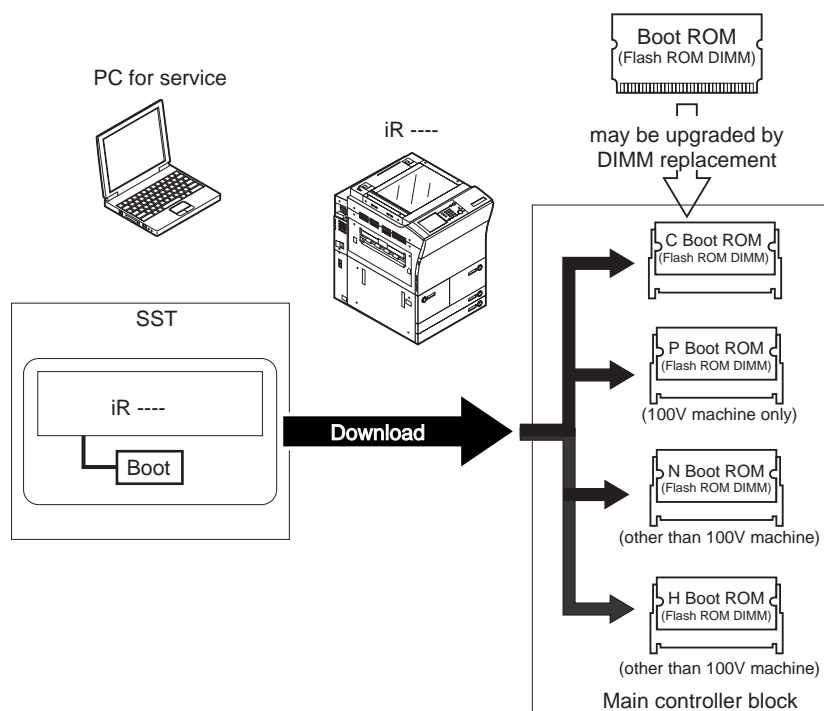 Boot ROM
(Flash ROM DIMM)
PC for service
iR ----
may be upgraded by
DIMM replacement
C Boot ROM
(Flash ROM DIMM)
SST
iR ----
Boot
Download
P Boot ROM
(Flash ROM DIMM)
(100V machine only)
N Boot ROM
(Flash ROM DIMM)
(other than 100V machine)
H Boot ROM
(Flash ROM DIMM)
(other than 100V machine)
Main controller block